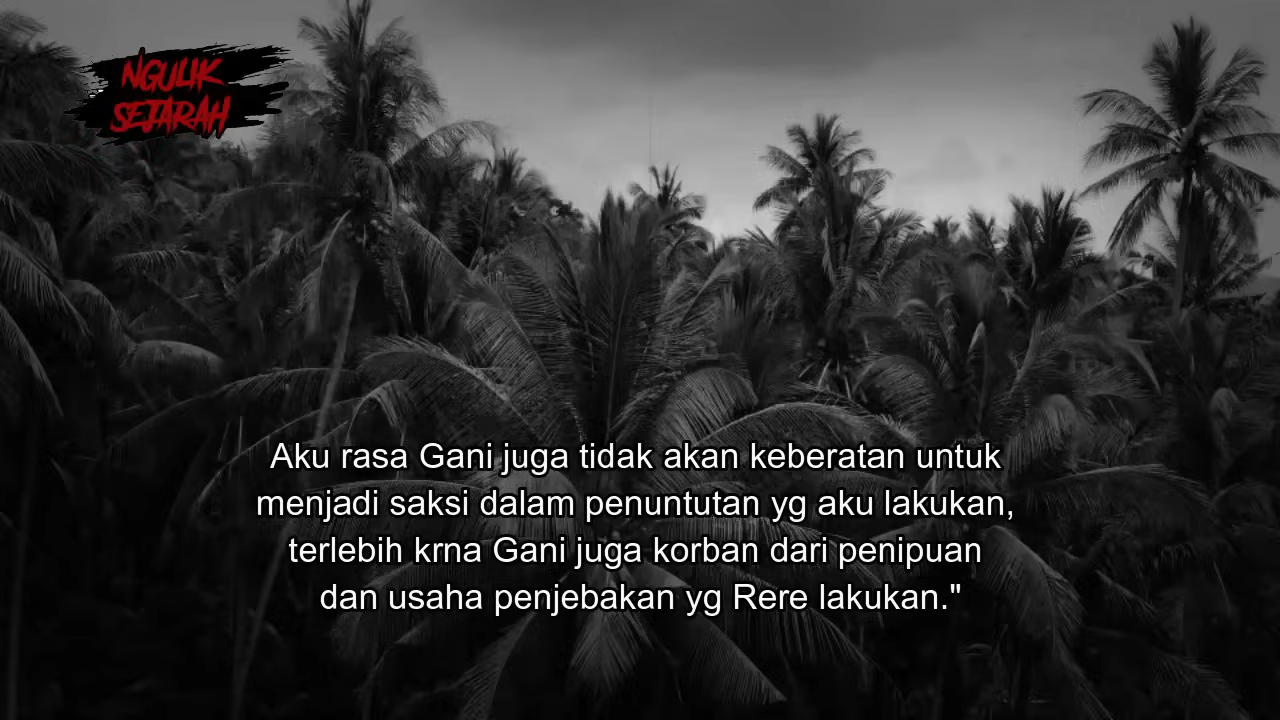 NGULIK
SEJARAH
Aku rasa Gani juga tidak akan keberatan untuk
menjadi saksi dalam penuntutan yg aku lakukan,
terlebih krna Gani juga korban dari penipuan
dan usaha penjebakan yg Rere lakukan."